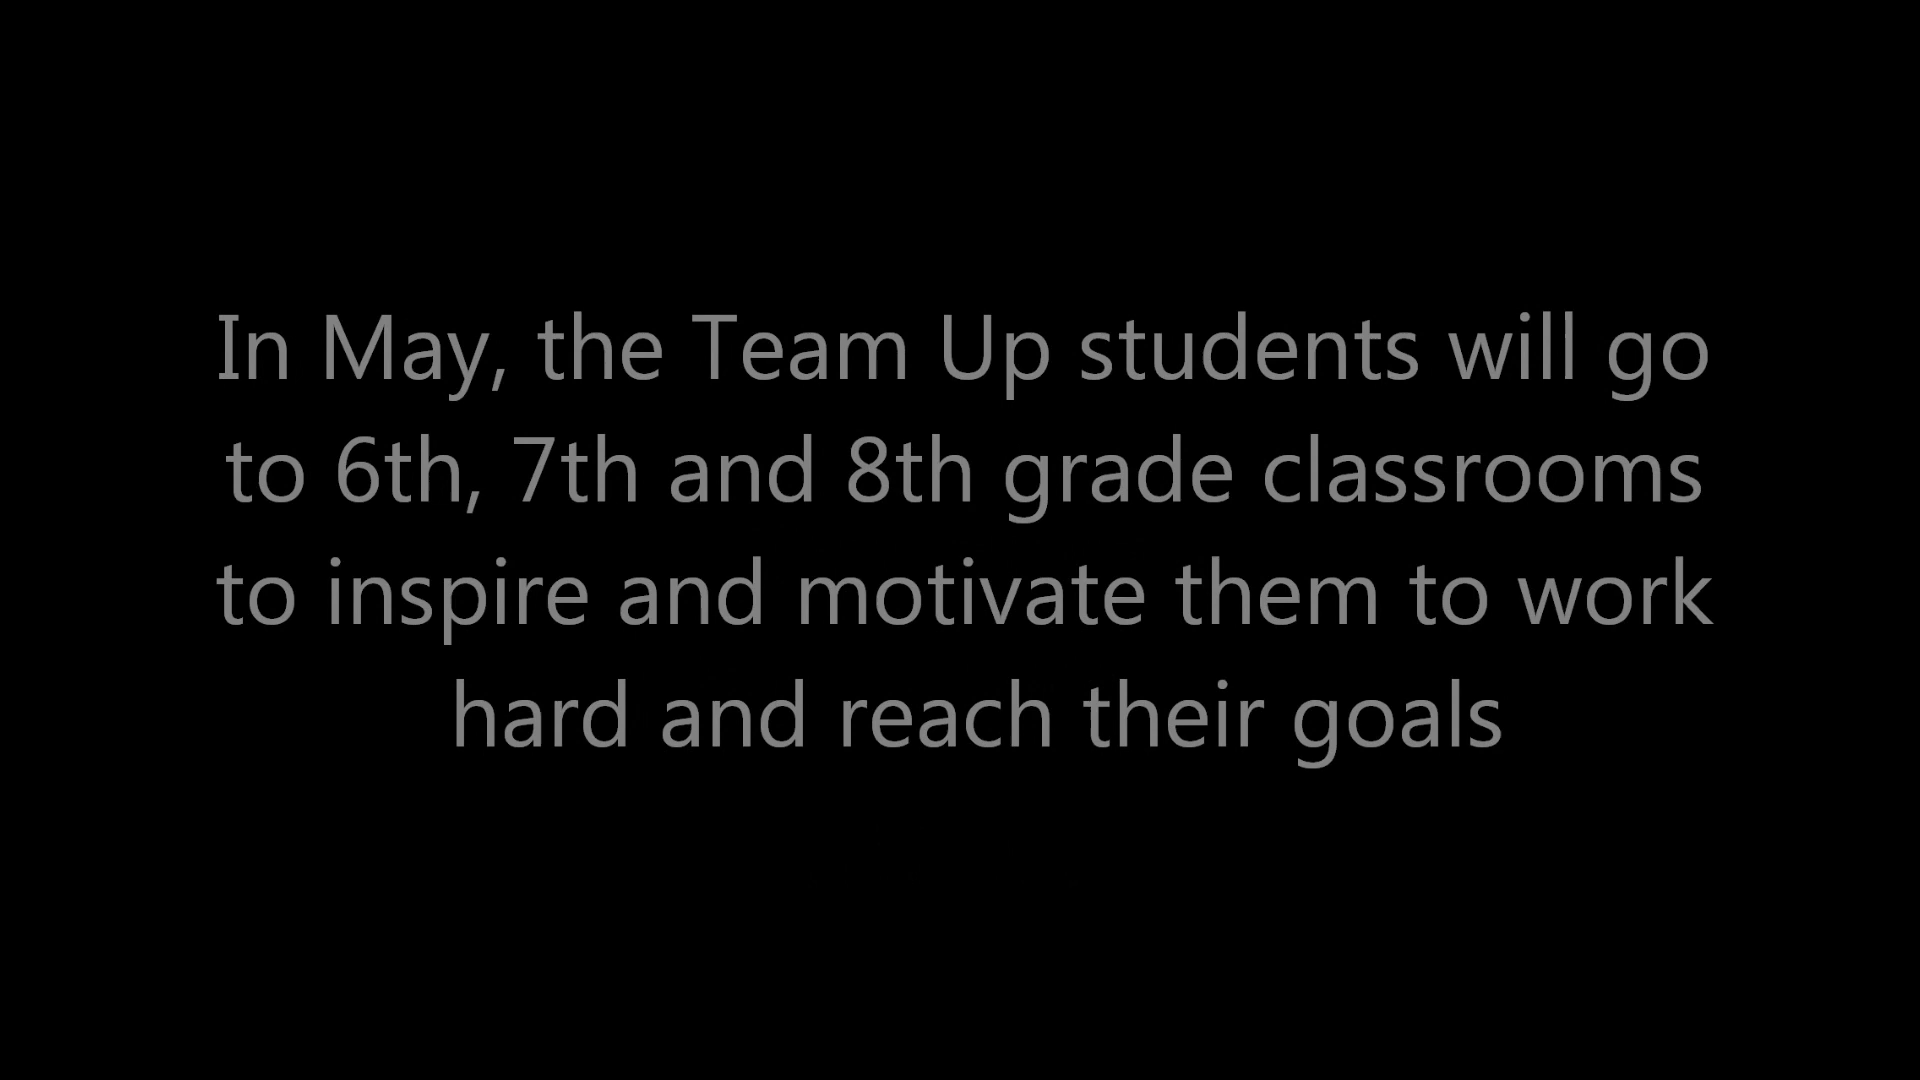 In May, the Team Up students will go
to 6th, 7th and 8th grade classrooms
to inspire and motivate them to work
hard and reach their goals